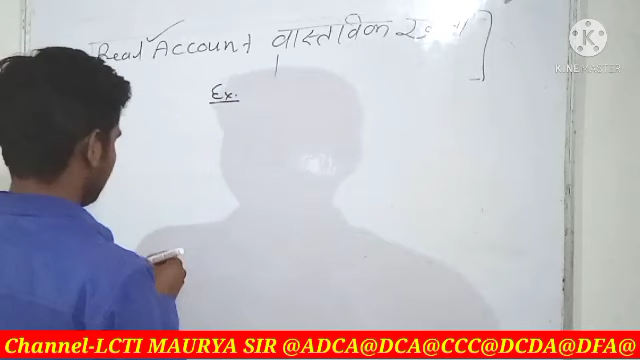 Real Account वास्तविक
Ex.
KINEMASTER
Channel-LCTI MAURYA SIR @ADCA@DCA@CCC@DCDA@DFA@